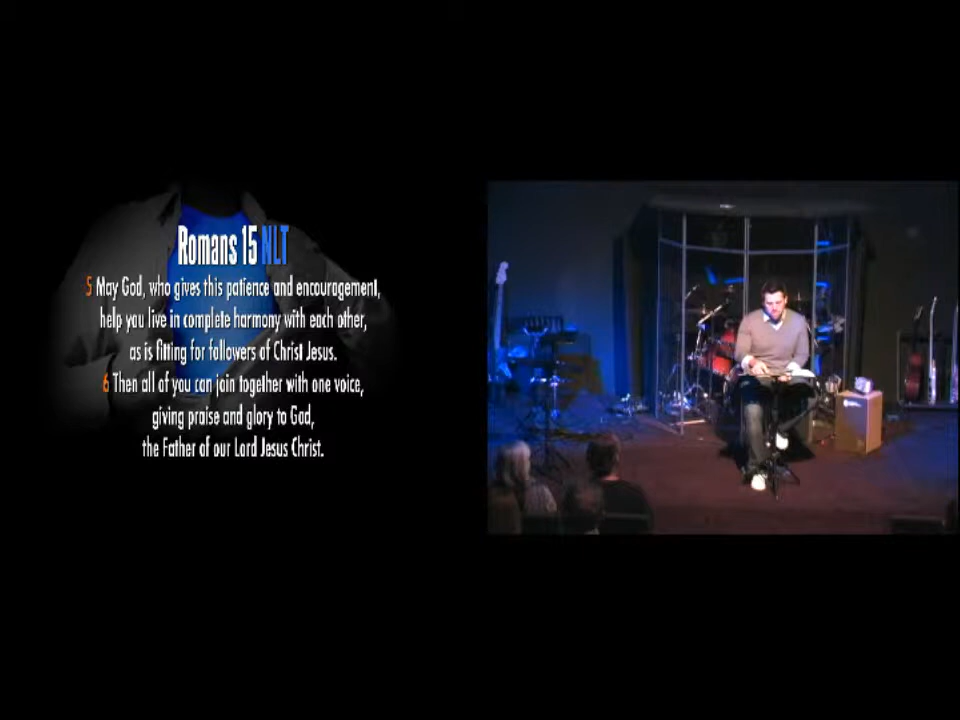 Romans 15 NLT
5 May God, who gives this patience and encouragement,
help you live in complete harmony with each other,
as is fitting for followers of Christ Jesus.
6 Then all of you can join together with one voice,
giving praise and glory to God,
the Father of our Lord Jesus Christ.